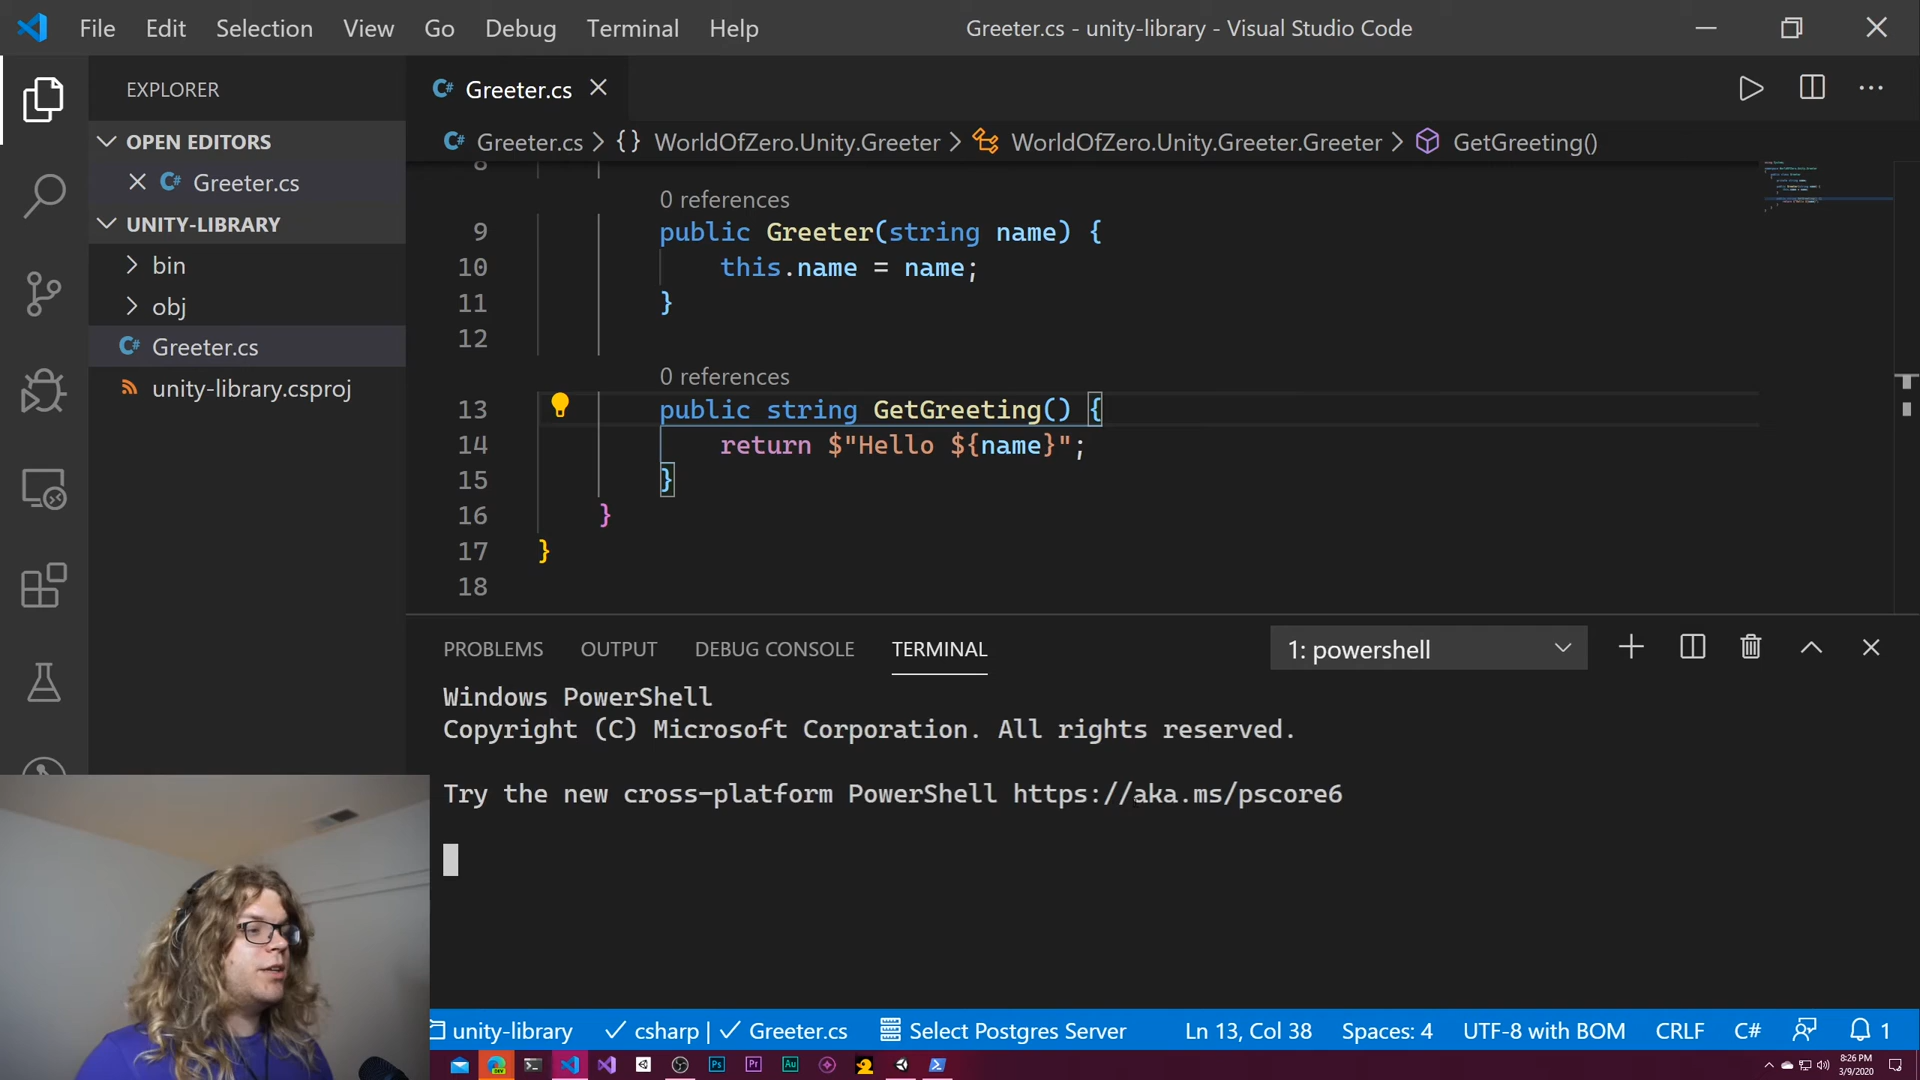 File Edit Selection View Go Debug Terminal Help
Greeter.cs - unity-library - Visual Studio Code
EXPLORER
OPEN EDITORS
Greeter.cs
UNITY-LIBRARY
bin
obj
Greeter.cs
unity-library.csproj
Greeter.cs
Greeter.cs > {} WorldOfZero.Unity.Greeter > WorldOfZero.Unity.Greeter.Greeter > GetGreeting()
8
0 references
9 public Greeter(string name) {
10 this.name = name;
11 }
12
0 references
13 public string GetGreeting() {
14 return $"Hello ${name}";
15 }
16 }
17 }
18
PROBLEMS OUTPUT DEBUG CONSOLE TERMINAL 1: powershell
Windows PowerShell
Copyright (C) Microsoft Corporation. All rights reserved.
Try the new cross-platform PowerShell https://aka.ms/pscore6
unity-library csharp | Greeter.cs Select Postgres Server Ln 13, Col 38 Spaces: 4 UTF-8 with BOM CRLF C# 1
8:26 PM
3/9/2020